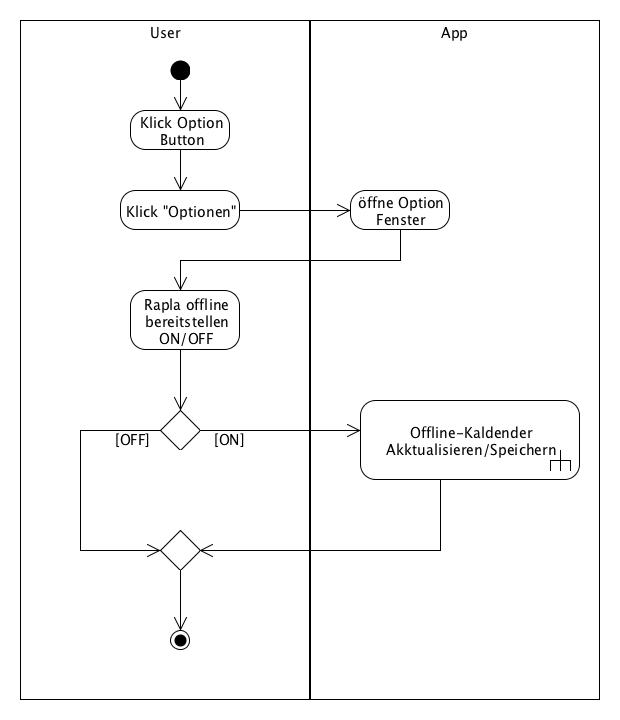 User
App
Klick Option
Button
Klick "Optionen"
öffne Option
Fenster
Rapla offline
bereitstellen
ON/OFF
[OFF]
[ON]
Offline-Kaldender
Akktualisieren/Speichern